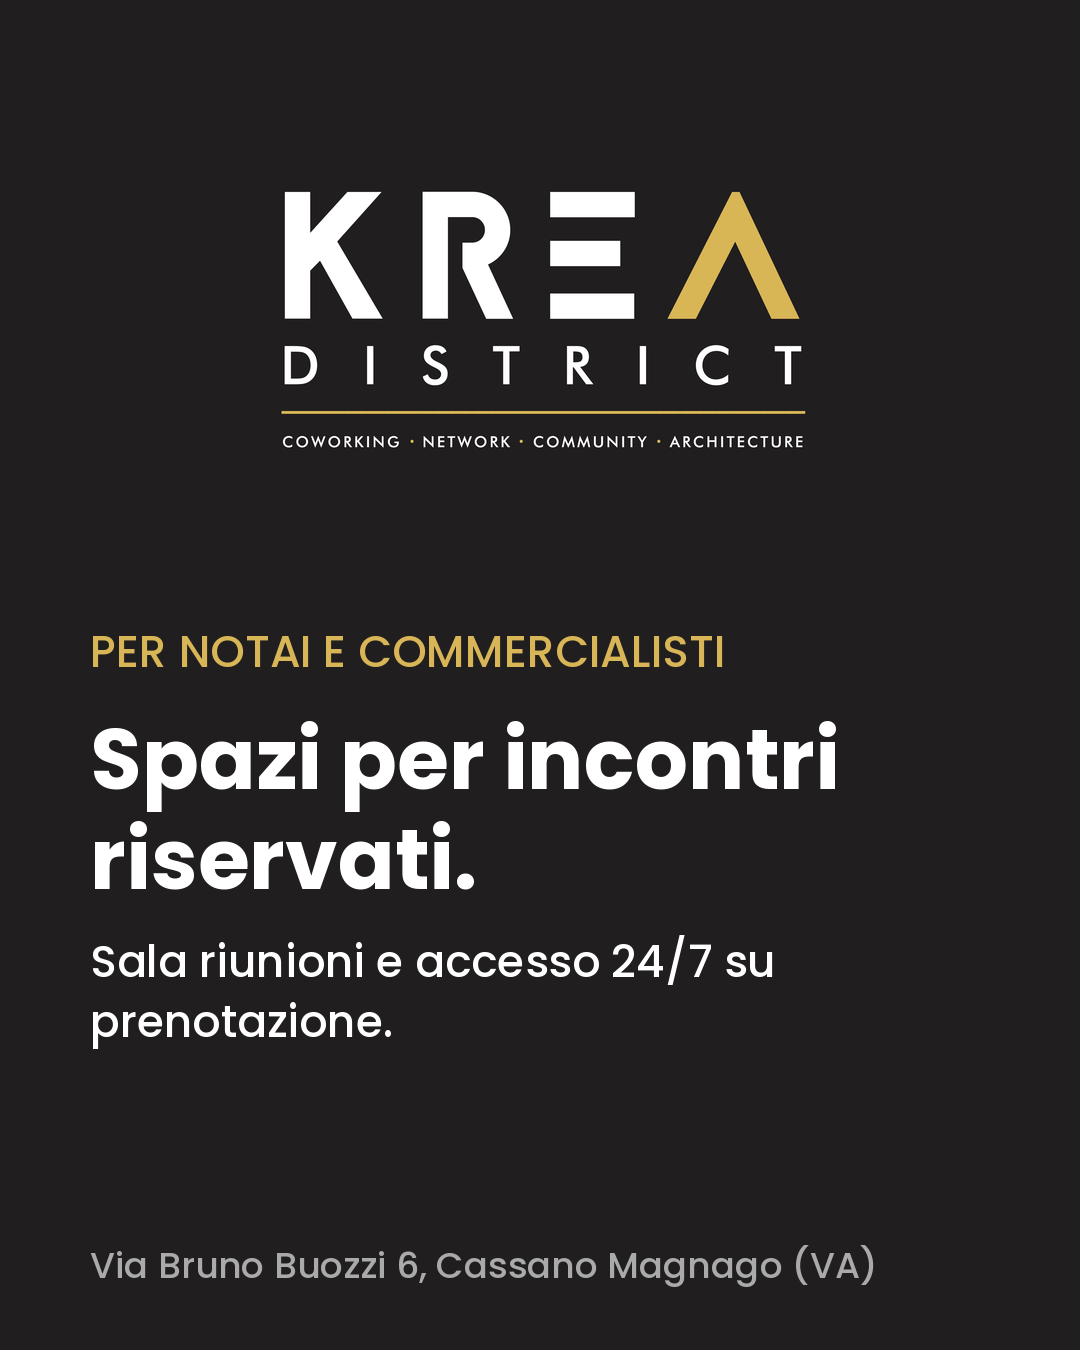 KREA
DISTRICT
COWORKING · NETWORK · COMMUNITY · ARCHITECTURE
PER NOTAI E COMMERCIALISTI
Spazi per incontri
riservati.
Sala riunioni e accesso 24/7 su
prenotazione.
Via Bruno Buozzi 6, Cassano Magnago (VA)